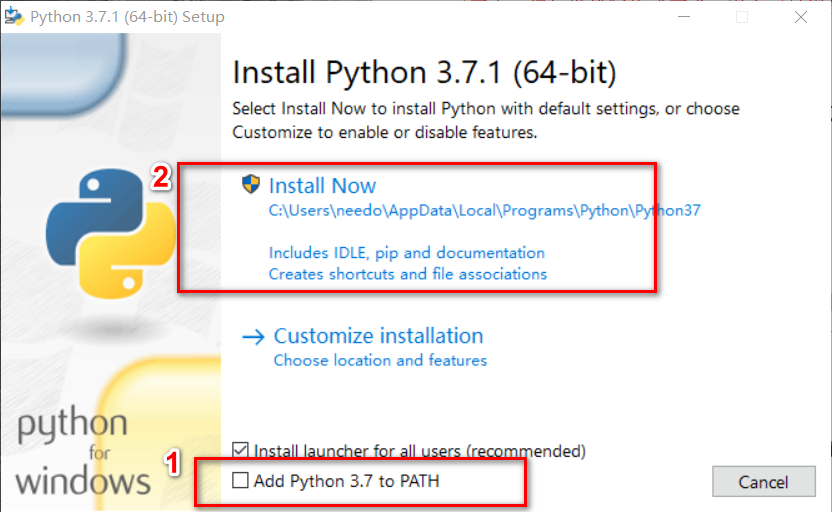 Python 3.7.1 (64-bit) Setup
Install Python 3.7.1 (64-bit)
Select Install Now to install Python with default settings, or choose
Customize to enable or disable features.
2
Install Now
C:\Users\needo\AppData\Local\Programs\Python\Python37
Includes IDLE, pip and documentation
Creates shortcuts and file associations
Customize installation
Choose location and features
python
for
windows
Install launcher for all users (recommended)
1
Add Python 3.7 to PATH
Cancel